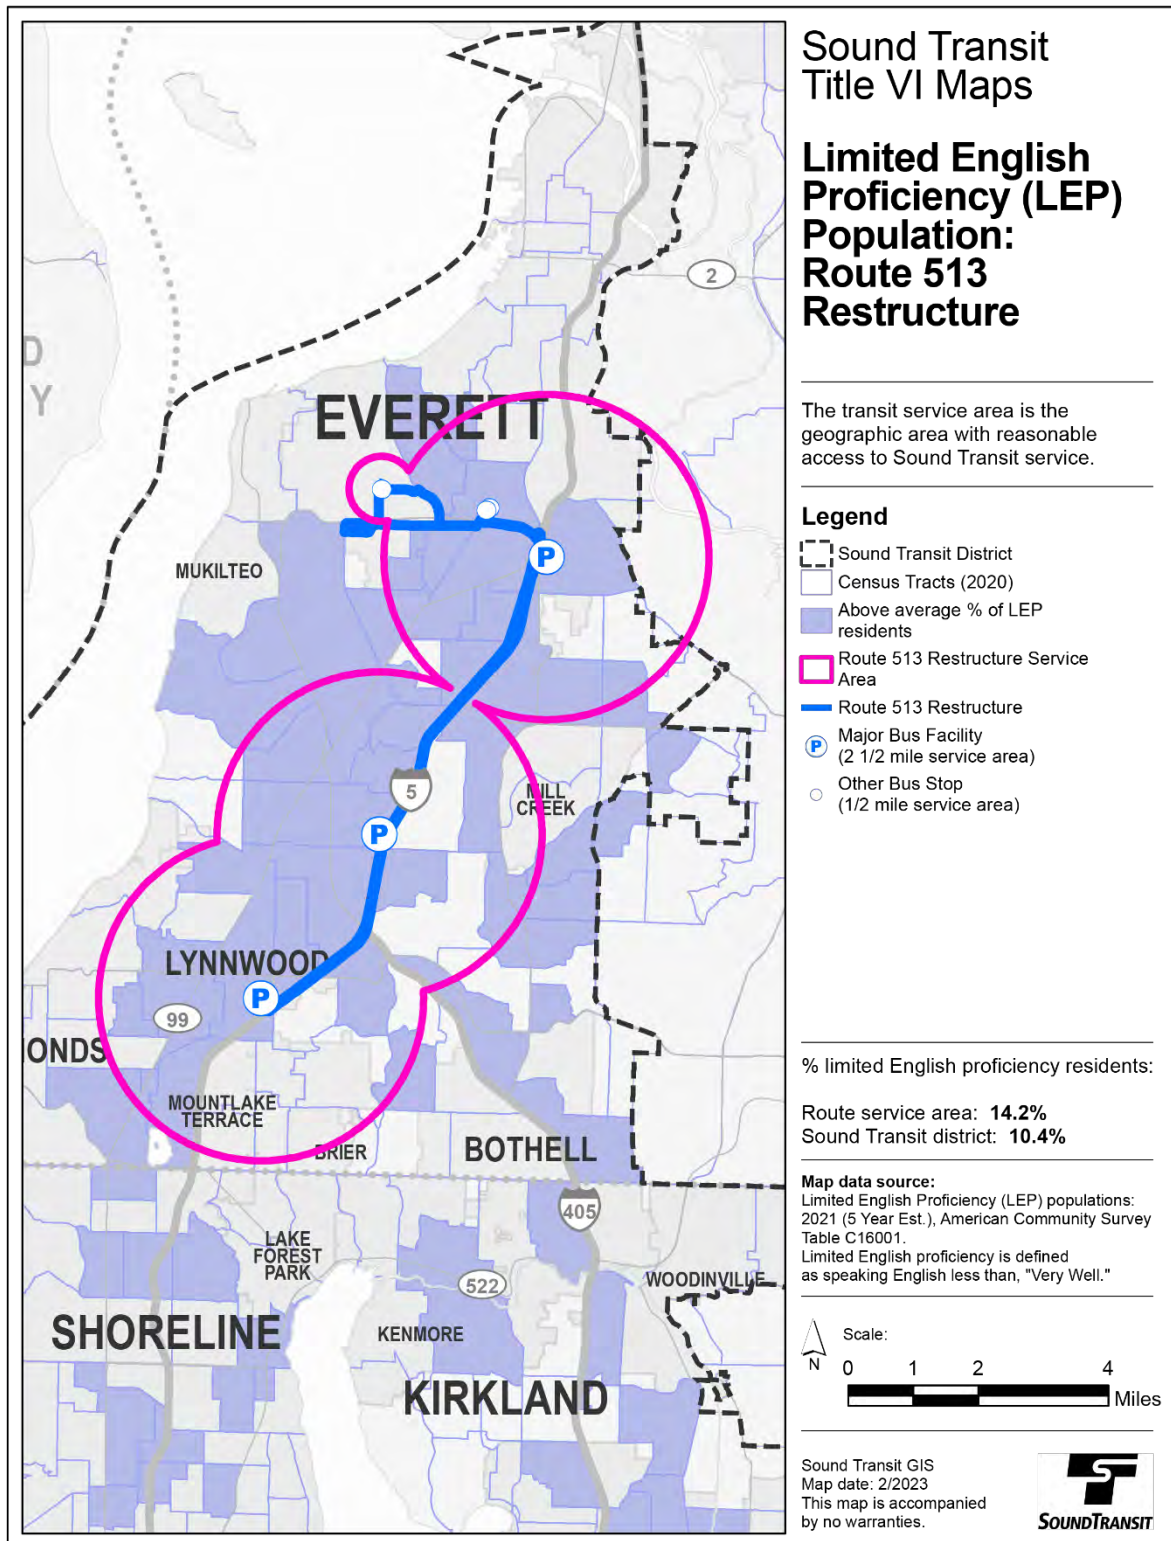 Sound Transit
Title VI Maps
Limited English
Proficiency (LEP)
Population:
Route 513
Restructure
The transit service area is the
geographic area with reasonable
access to Sound Transit service.
Legend
Sound Transit District
Census Tracts (2020)
Above average % of LEP
residents
Route 513 Restructure Service
Area
Route 513 Restructure
P
Major Bus Facility
(2 1/2 mile service area)
Other Bus Stop
(1/2 mile service area)
% limited English proficiency residents:
Route service area: 14.2%
Sound Transit district: 10.4%
Map data source:
Limited English Proficiency (LEP) populations:
2021 (5 Year Est.), American Community Survey
Table C16001.
Limited English proficiency is defined
as speaking English less than, "Very Well."
N
Scale:
0 1 2 4
Miles
Sound Transit GIS
Map date: 2/2023
This map is accompanied
by no warranties.
SOUNDTRANSIT
2
D
Y
EVERETT
P
MUKILTEO
5
MILL
CREEK
P
LYNNWOOD
P
99
ONDS
MOUNTLAKE
TERRACE
BRIER
BOTHELL
405
LAKE
FOREST
PARK
522
WOODINVILLE
SHORELINE
KENMORE
KIRKLAND